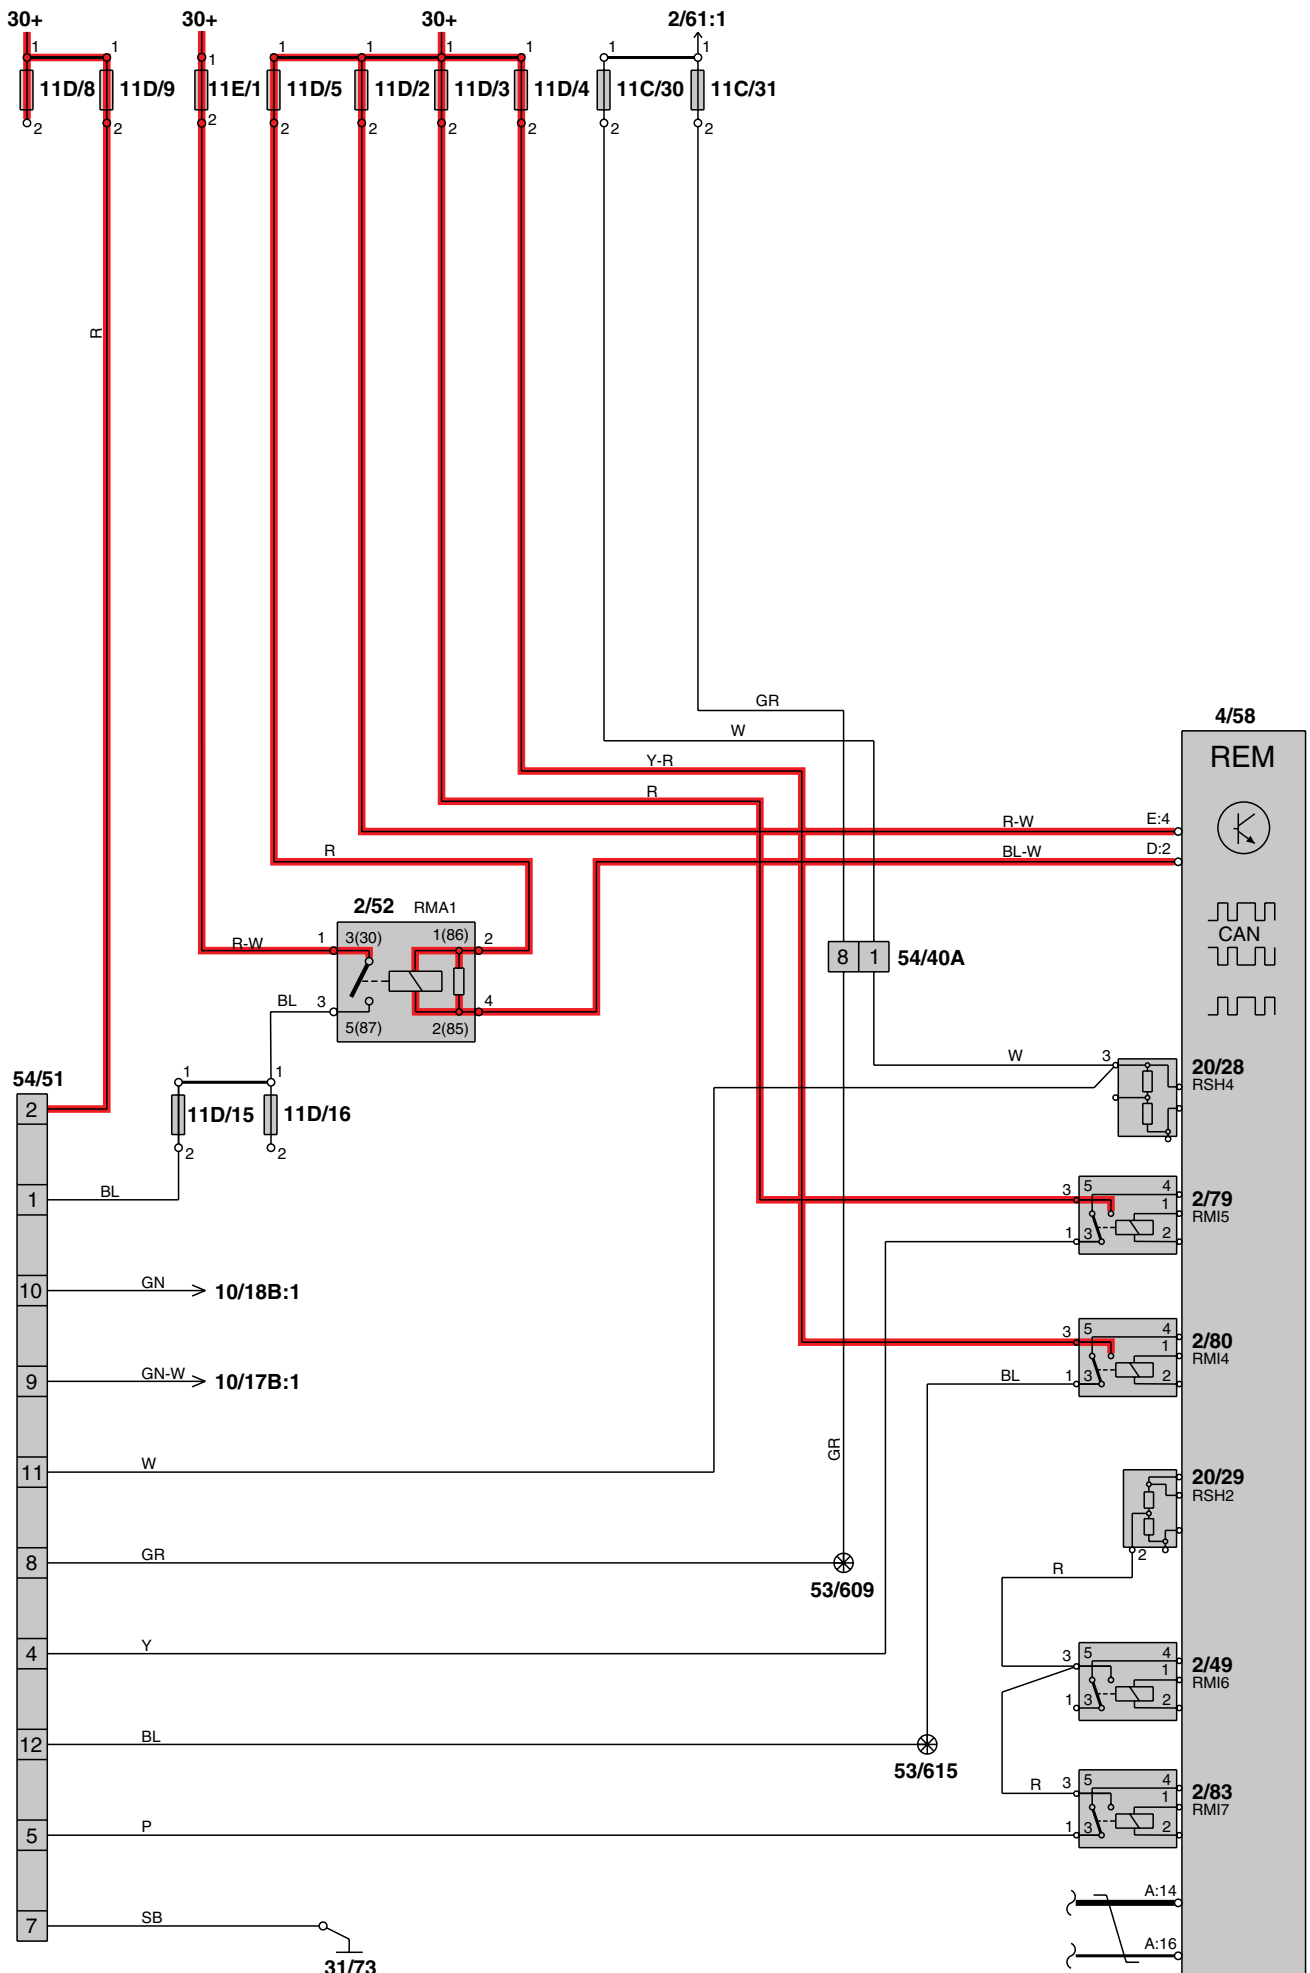 30+ 30+ 30+ 2/61:1
1 1 1 1 1 1 1 1 1
11D/8 11D/9 11E/1 11D/5 11D/2 11D/3 11D/4 11C/30 11C/31
2 2 2 2 2 2 2 2 2
R
GR
4/58
W
REM
Y-R
R
R-W E:4
R BL-W D:2
2/52 RMA1
CAN
R-W 1 3(30) 1(86) 2
8 1 54/40A
BL 3 4
5(87) 2(85)
W 3 20/28
RSH4
54/51
1 1
2 11D/15 11D/16
2 2
3 5 4 2/79
1 BL
1 RMI5
1 3 2
10 GN 10/18B:1
3 5 4 2/80
1 RMI4
9 GN-W 10/17B:1
BL 1 3 2
GR
11 W
20/29
RSH2
8 GR
2
R
53/609
4 Y
3 5 4 2/49
1 RMI6
1 3 2
12 BL
53/615
R 3 5 4 2/83
1 RMI7
5 P
1 3 2
A:14
7 SB
A:16
31/73